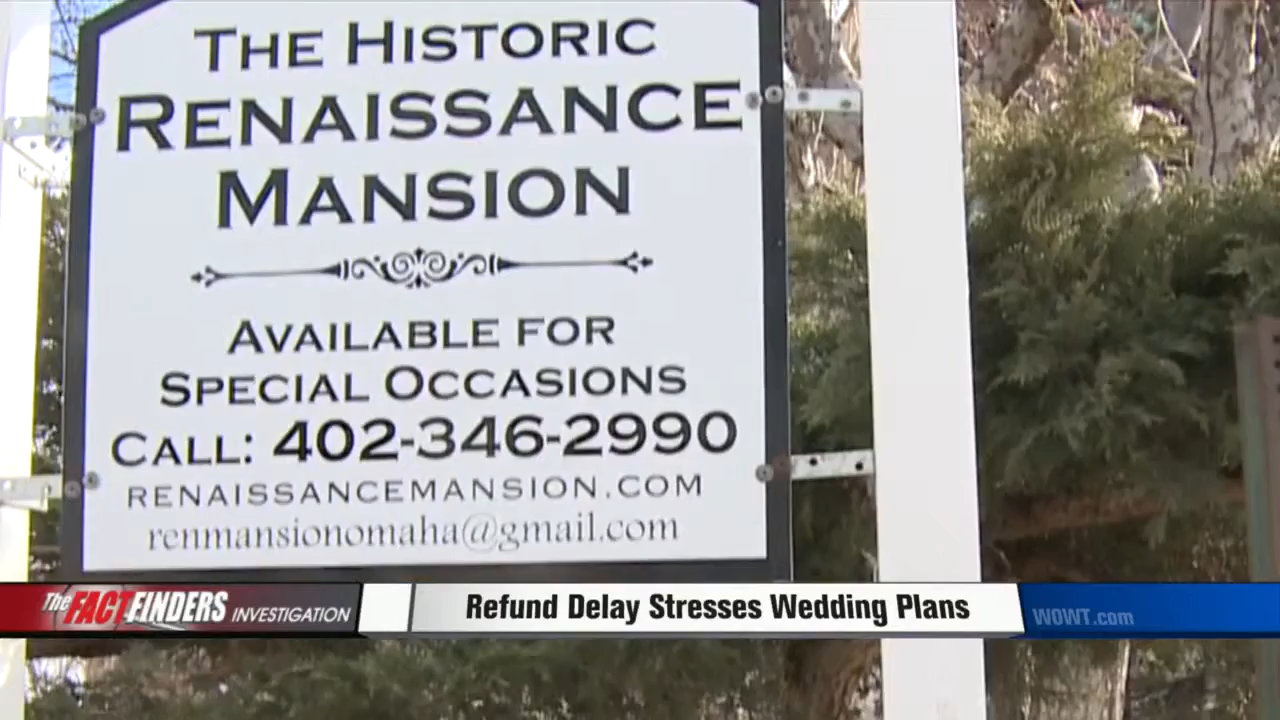 THE HISTORIC
RENAISSANCE
MANSION
AVAILABLE FOR
SPECIAL OCCASIONS
CALL: 402-346-2990
RENAISSANCEMANSION.COM
renmansionomaha@gmail.com
The FACT FINDERS INVESTIGATION
Refund Delay Stresses Wedding Plans
WOWT.com